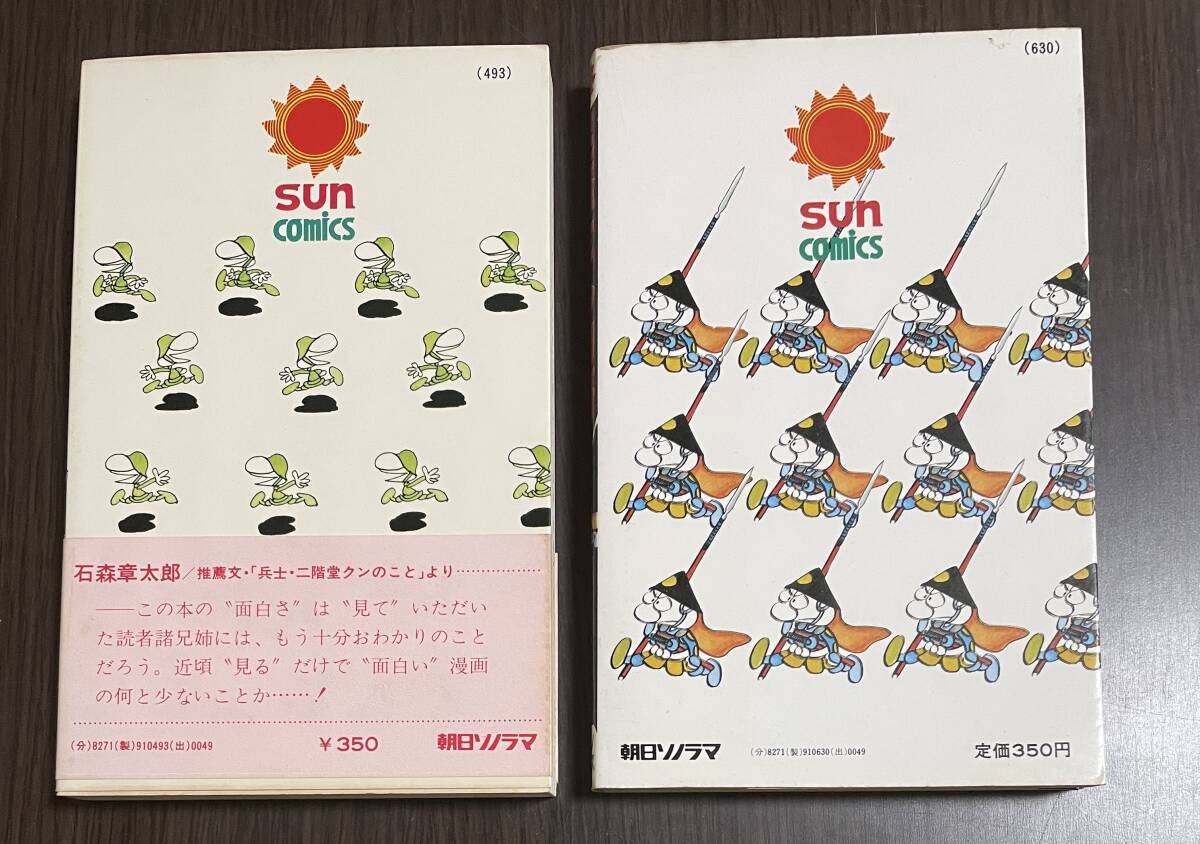 (493)
sun
comics
石森章太郎/推薦文・「兵士・二階堂クンのこと」より………………
――この本の〝面白さ〟は〝見て〟いただい
た読者諸兄姉には、もう十分おわかりのこと
だろう。近頃〝見る〟だけで〝面白い〟漫画
の何と少ないことか……!
(分)8271(製)910493(出)0049
¥350
朝日ソノラマ
(630)
sun
comics
朝日ソノラマ
(分)8271(製)910630(出)0049
定価350円